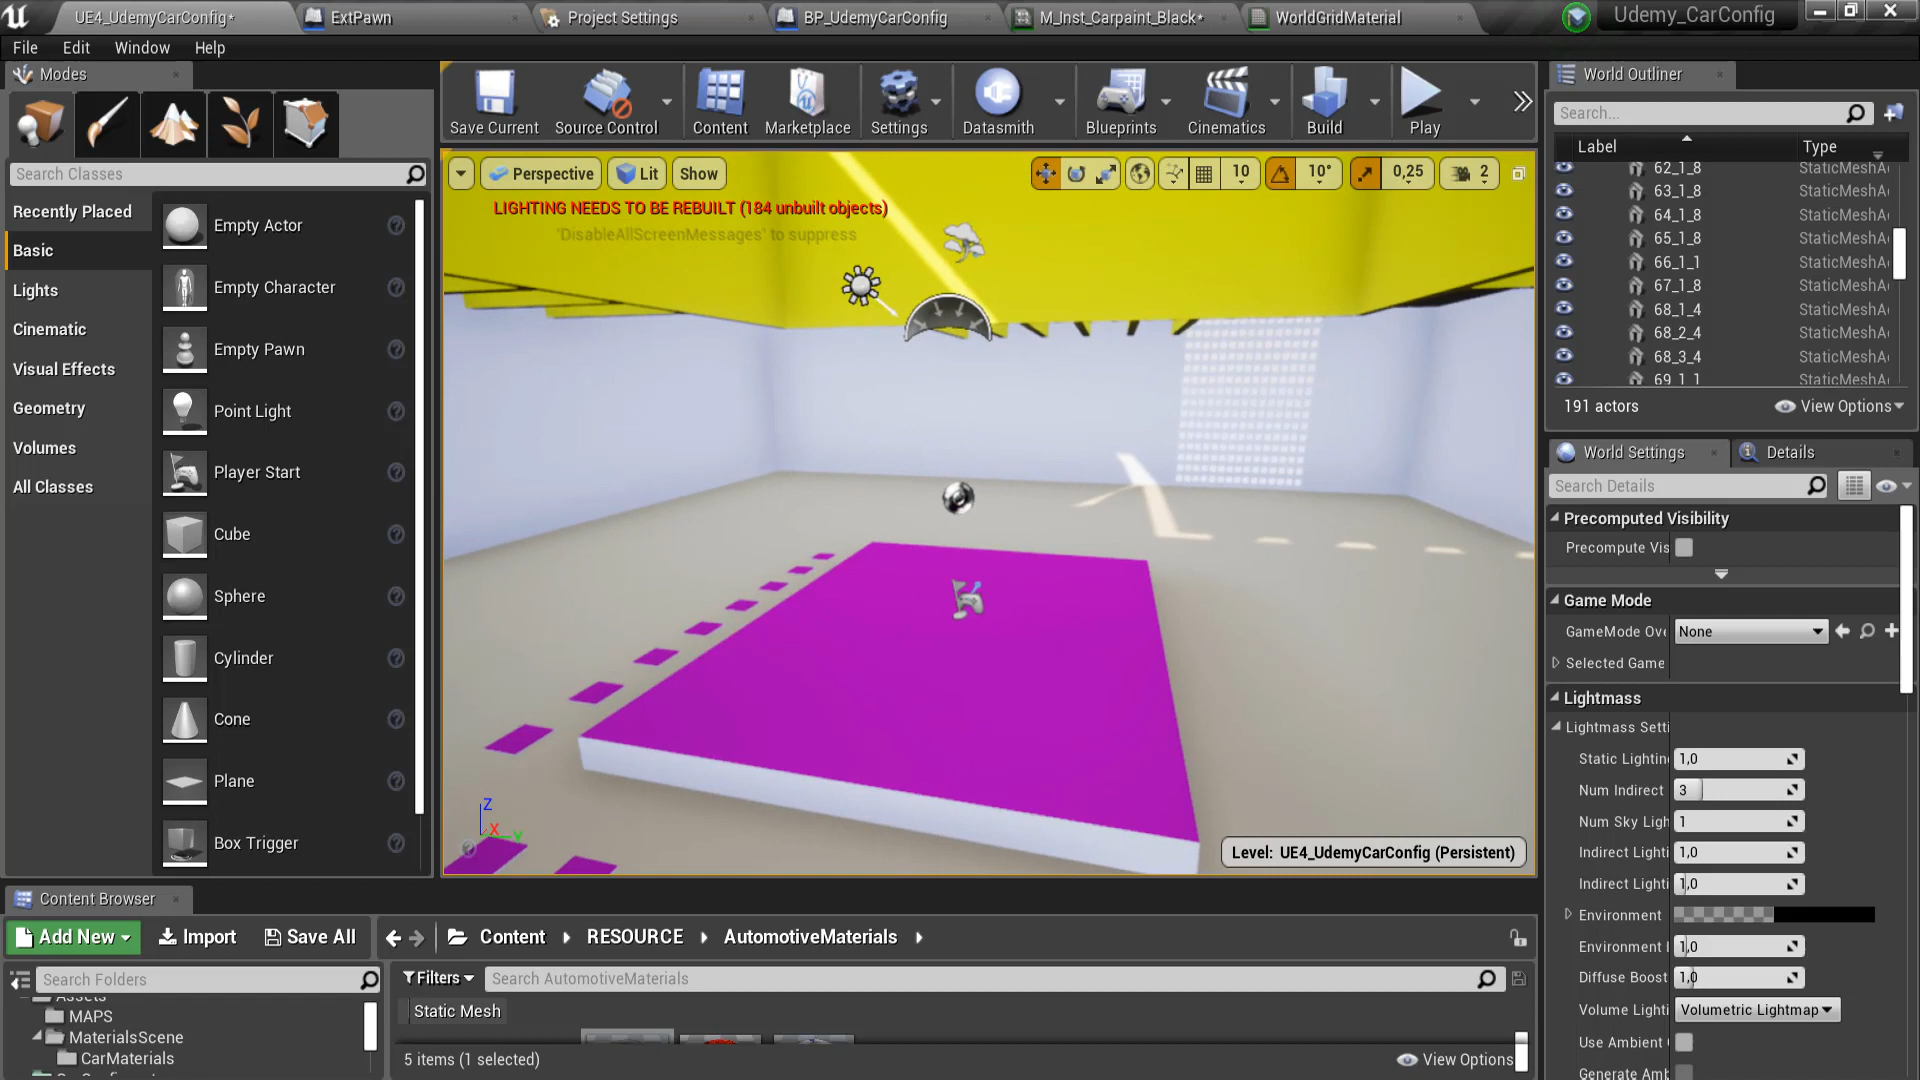 UE4_UdemyCarConfig*
ExtPawn
Project Settings
BP_UdemyCarConfig
M_Inst_Carpaint_Black*
WorldGridMaterial
Udemy_CarConfig
File Edit Window Help
Modes
Search Classes
Recently Placed
Basic
Lights
Cinematic
Visual Effects
Geometry
Volumes
All Classes
Empty Actor
Empty Character
Empty Pawn
Point Light
Player Start
Cube
Sphere
Cylinder
Cone
Plane
Box Trigger
Save Current
Source Control
Content
Marketplace
Settings
Datasmith
Blueprints
Cinematics
Build
Play
Perspective
Lit
Show
10
10°
0,25
2
LIGHTING NEEDS TO BE REBUILT (184 unbuilt objects)
'DisableAllScreenMessages' to suppress
Z
X
Y
Level: UE4_UdemyCarConfig (Persistent)
World Outliner
Search...
Label Type
62_1_8 StaticMeshA
63_1_8 StaticMeshA
64_1_8 StaticMeshA
65_1_8 StaticMeshA
66_1_1 StaticMeshA
67_1_8 StaticMeshA
68_1_4 StaticMeshA
68_2_4 StaticMeshA
68_3_4 StaticMeshA
69_1_1 StaticMeshA
191 actors
View Options
World Settings
Details
Search Details
Precomputed Visibility
Precompute Vis
Game Mode
GameMode Ove None
Selected Game
Lightmass
Lightmass Setti
Static Lightin 1,0
Num Indirect 3
Num Sky Ligh 1
Indirect Lighti 1,0
Indirect Lighti 1,0
Environment
Environment I 1,0
Diffuse Boost 1,0
Volume Lighti Volumetric Lightmap
Use Ambient
Generate Amb
Content Browser
Add New
Import
Save All
Content
RESOURCE
AutomotiveMaterials
Search Folders
Assets
MAPS
MaterialsScene
CarMaterials
Filters
Search AutomotiveMaterials
Static Mesh
5 items (1 selected)
View Options